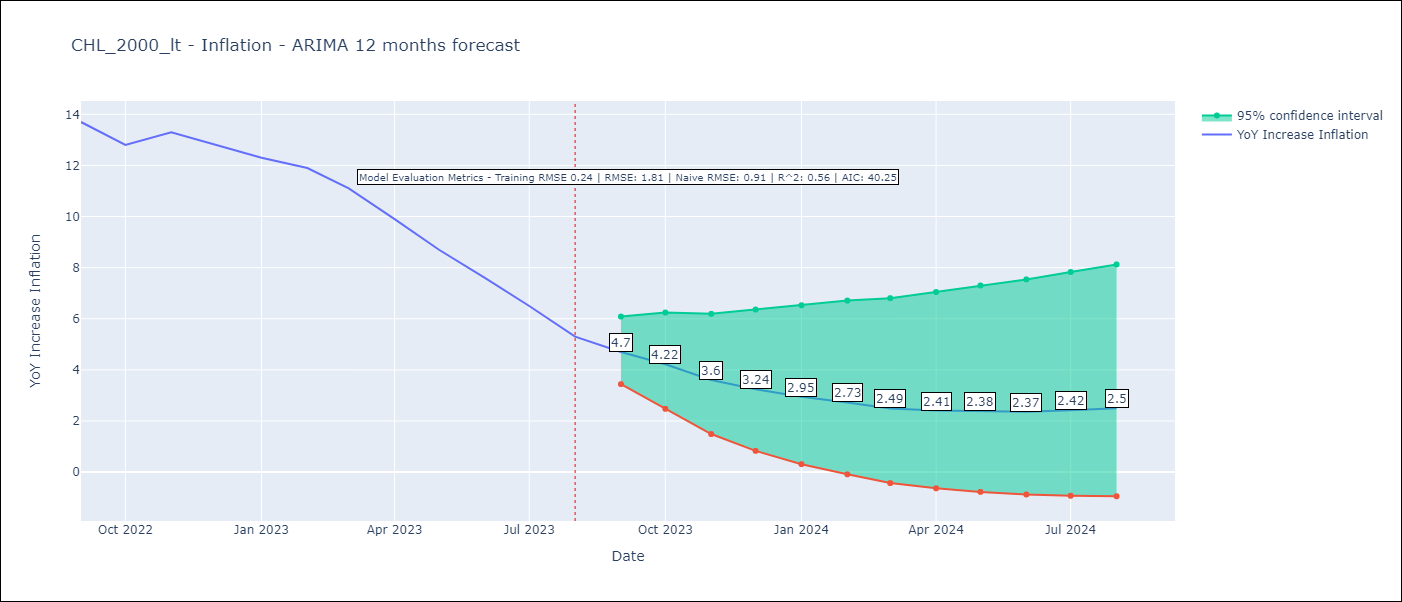 CHL_2000_lt - Inflation - ARIMA 12 months forecast
95% confidence interval
YoY Increase Inflation
Model Evaluation Metrics - Training RMSE 0.24 | RMSE: 1.81 | Naive RMSE: 0.91 | R^2: 0.56 | AIC: 40.25
YoY Increase Inflation
14
12
10
8
6
4
2
0
4.7
4.22
3.6
3.24
2.95
2.73
2.49
2.41
2.38
2.37
2.42
2.5
Oct 2022
Jan 2023
Apr 2023
Jul 2023
Oct 2023
Jan 2024
Apr 2024
Jul 2024
Date